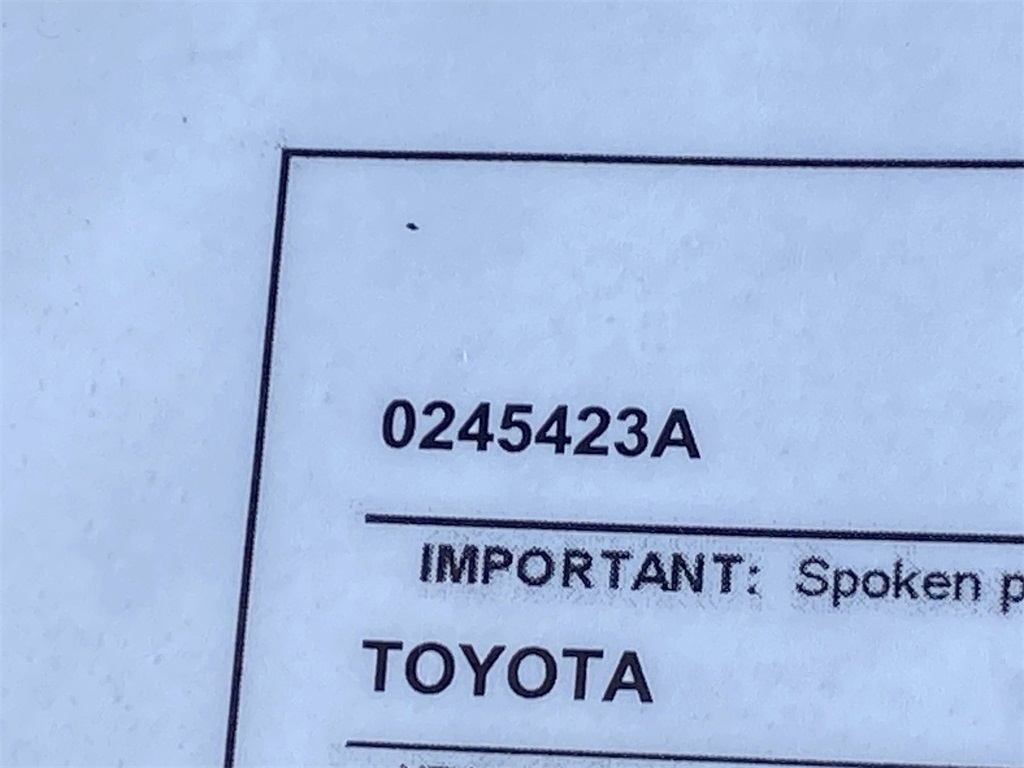 0245423A
IMPORTANT: Spoken p
TOYOTA